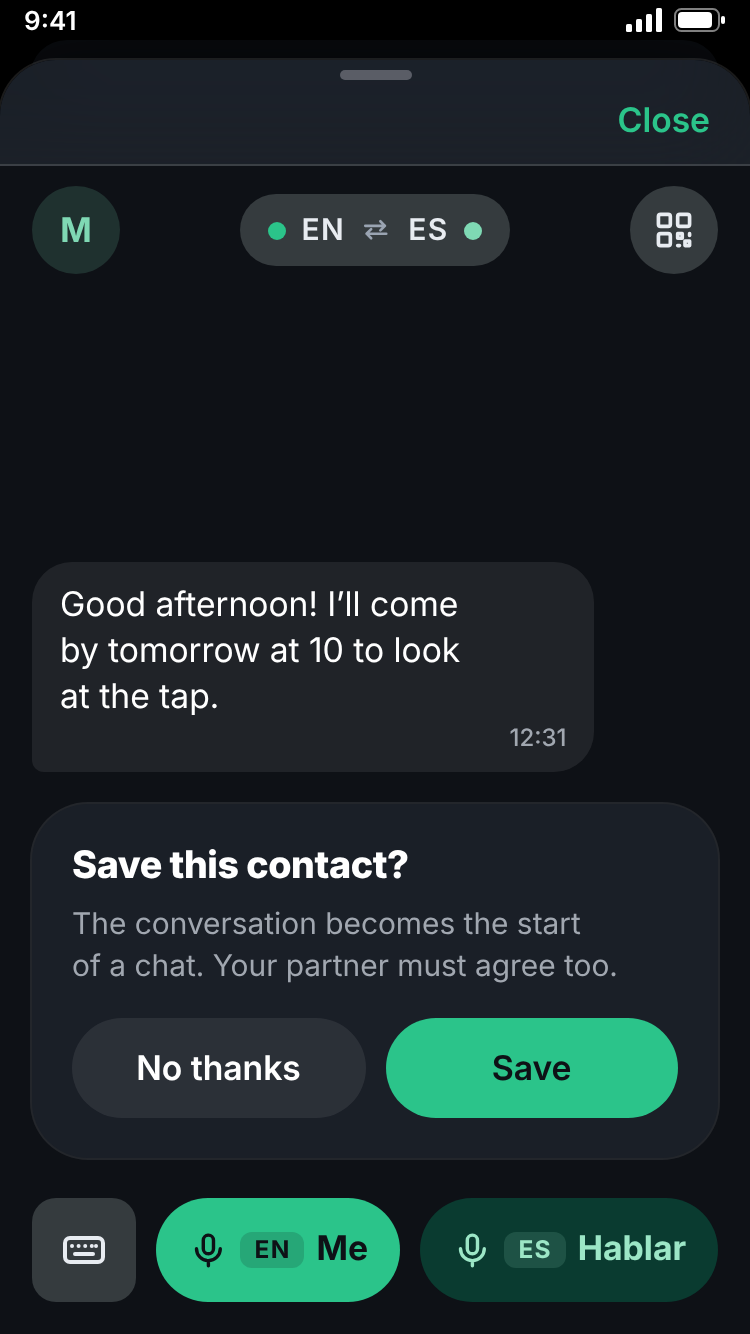 9:41
Close
M
EN ⇄ ES
Good afternoon! I’ll come
by tomorrow at 10 to look
at the tap.
12:31
Save this contact?
The conversation becomes the start
of a chat. Your partner must agree too.
No thanks
Save
EN Me
ES Hablar